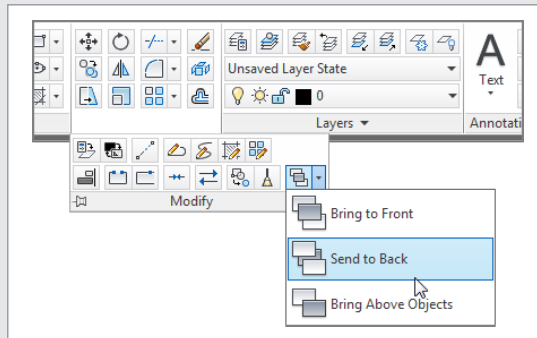 Unsaved Layer State
0
Layers
A
Text
Annotati
Modify
Bring to Front
Send to Back
Bring Above Objects